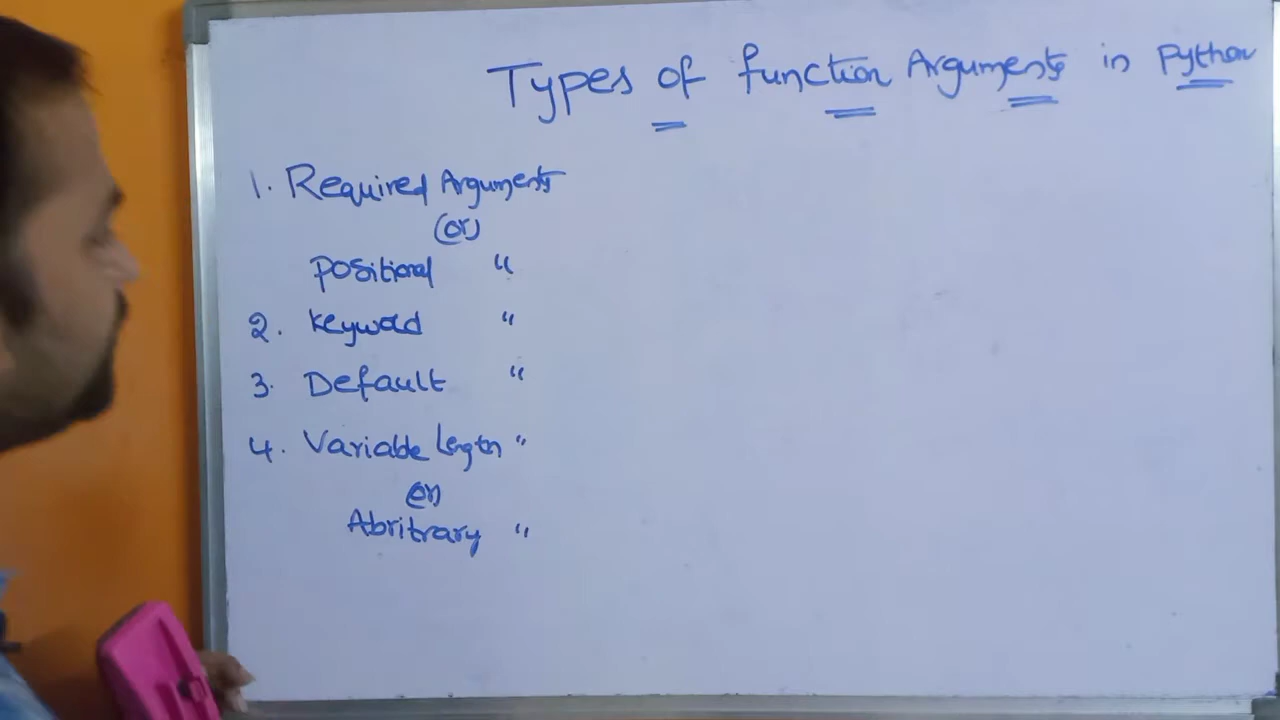 Types of function Arguments in Python
1. Required Arguments
(or)
positional "
2. keyword "
3. Default "
4. Variable length "
(or)
Abritrary "